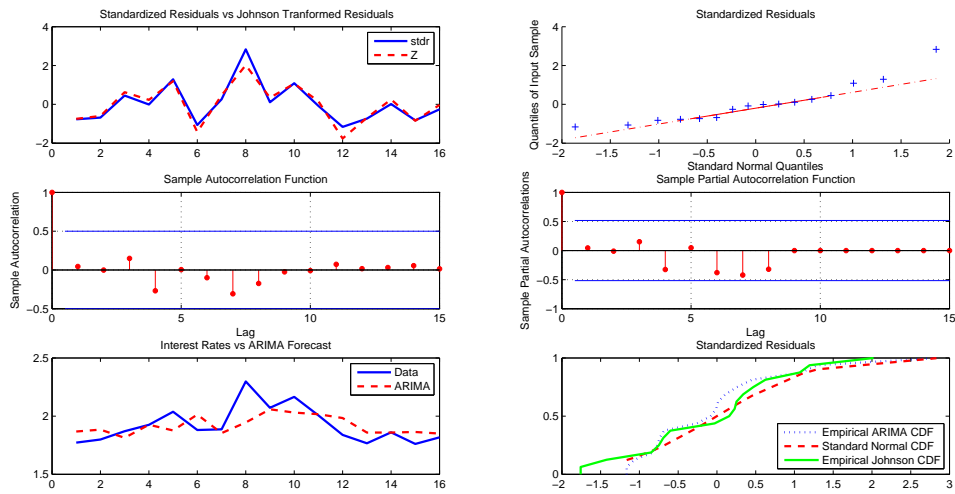 Standardized Residuals vs Johnson Tranformed Residuals
4
2
0
−2
0 2 4 6 8 10 12 14 16
stdr
Z
Standardized Residuals
Quantiles of Input Sample
4
2
0
−2
−2 −1.5 −1 −0.5 0 0.5 1 1.5 2
Standard Normal Quantiles
Sample Autocorrelation Function
Sample Autocorrelation
1
0.5
0
−0.5
0 5 10 15
Lag
Sample Partial Autocorrelation Function
Sample Partial Autocorrelations
1
0.5
0
−0.5
−1
0 5 10 15
Interest Rates vs ARIMA Forecast
2.5
2
1.5
0 2 4 6 8 10 12 14 16
Data
ARIMA
Standardized Residuals
1
0.5
0
−2 −1.5 −1 −0.5 0 0.5 1 1.5 2 2.5 3
Empirical ARIMA CDF
Standard Normal CDF
Empirical Johnson CDF